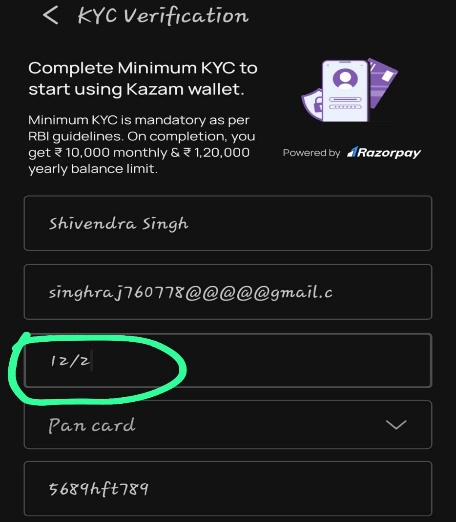 KYC Verification
Complete Minimum KYC to
start using Kazam wallet.
Minimum KYC is mandatory as per
RBI guidelines. On completion, you
get ₹ 10,000 monthly & ₹ 1,20,000
yearly balance limit.
Powered by Razorpay
Shivendra Singh
singhraj760778@@@@@gmail.c
12/2
Pan card
5689hft789